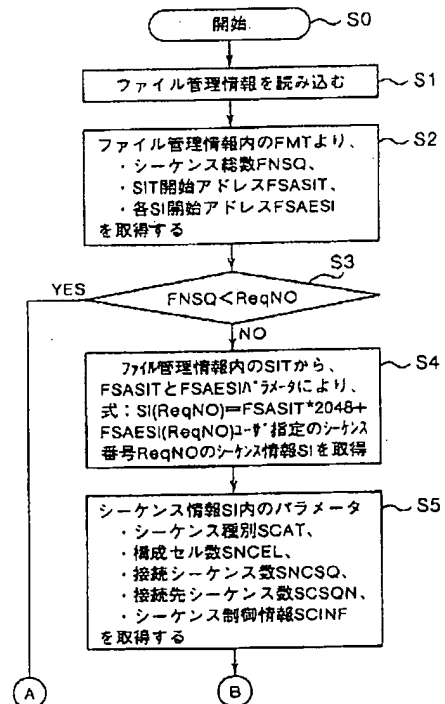 開始
S0
ファイル管理情報を読み込む
S1
ファイル管理情報内のFMTより、
・シーケンス総数FNSQ、
・SIT開始アドレスFSASIT、
・各SI開始アドレスFSAESI
を取得する
S2
S3
FNSQ<ReqNO
YES
NO
ファイル管理情報内のSITから、
FSASITとFSAESIパラメータにより、
式：SI(ReqNO)=FSASIT*2048+
FSAESI(ReqNO)ユーザ指定のシーケンス
番号ReqNOのシーケンス情報SIを取得
S4
シーケンス情報SI内のパラメータ
・シーケンス種別SCAT、
・構成セル数SNCEL、
・接続シーケンス数SNCSQ、
・接続先シーケンス数SCSQN、
・シーケンス制御情報SCINF
を取得する
S5
A
B